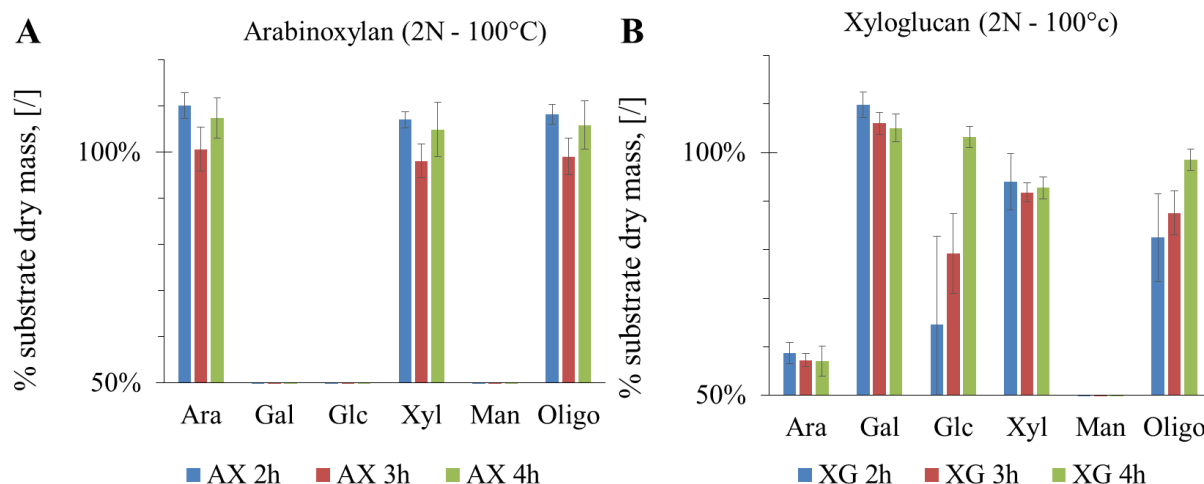 A
Arabinoxylan (2N - 100°C)
% substrate dry mass, [/]
100%
50%
Ara Gal Glc Xyl Man Oligo
AX 2h AX 3h AX 4h
B
Xyloglucan (2N - 100°c)
% substrate dry mass, [/]
100%
50%
Ara Gal Glc Xyl Man Oligo
XG 2h XG 3h XG 4h